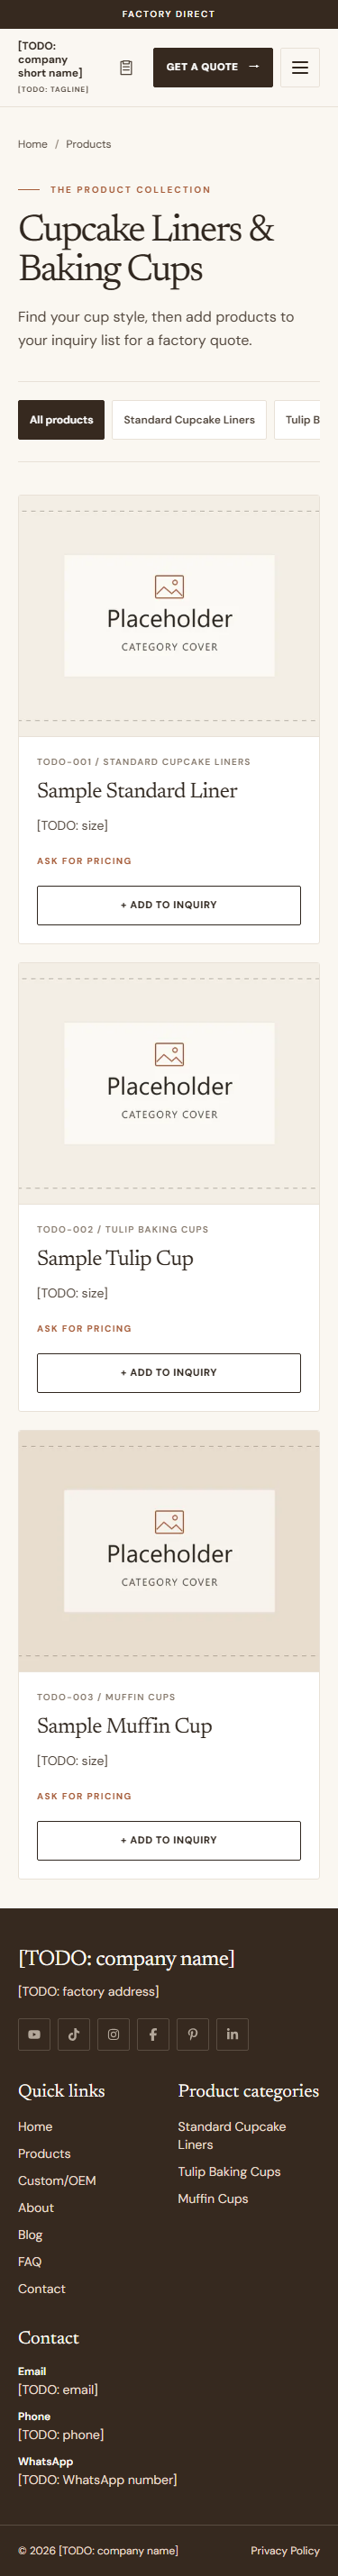 FACTORY DIRECT
[TODO:
company
short name]
[TODO: TAGLINE]
GET A QUOTE →
Home / Products
THE PRODUCT COLLECTION
Cupcake Liners &
Baking Cups
Find your cup style, then add products to
your inquiry list for a factory quote.
All products
Standard Cupcake Liners
Tulip B
Placeholder
CATEGORY COVER
TODO-001 / STANDARD CUPCAKE LINERS
Sample Standard Liner
[TODO: size]
ASK FOR PRICING
+ ADD TO INQUIRY
Placeholder
CATEGORY COVER
TODO-002 / TULIP BAKING CUPS
Sample Tulip Cup
[TODO: size]
ASK FOR PRICING
+ ADD TO INQUIRY
Placeholder
CATEGORY COVER
TODO-003 / MUFFIN CUPS
Sample Muffin Cup
[TODO: size]
ASK FOR PRICING
+ ADD TO INQUIRY
[TODO: company name]
[TODO: factory address]
Quick links
Home
Products
Custom/OEM
About
Blog
FAQ
Contact
Product categories
Standard Cupcake
Liners
Tulip Baking Cups
Muffin Cups
Contact
Email
[TODO: email]
Phone
[TODO: phone]
WhatsApp
[TODO: WhatsApp number]
© 2026 [TODO: company name]
Privacy Policy